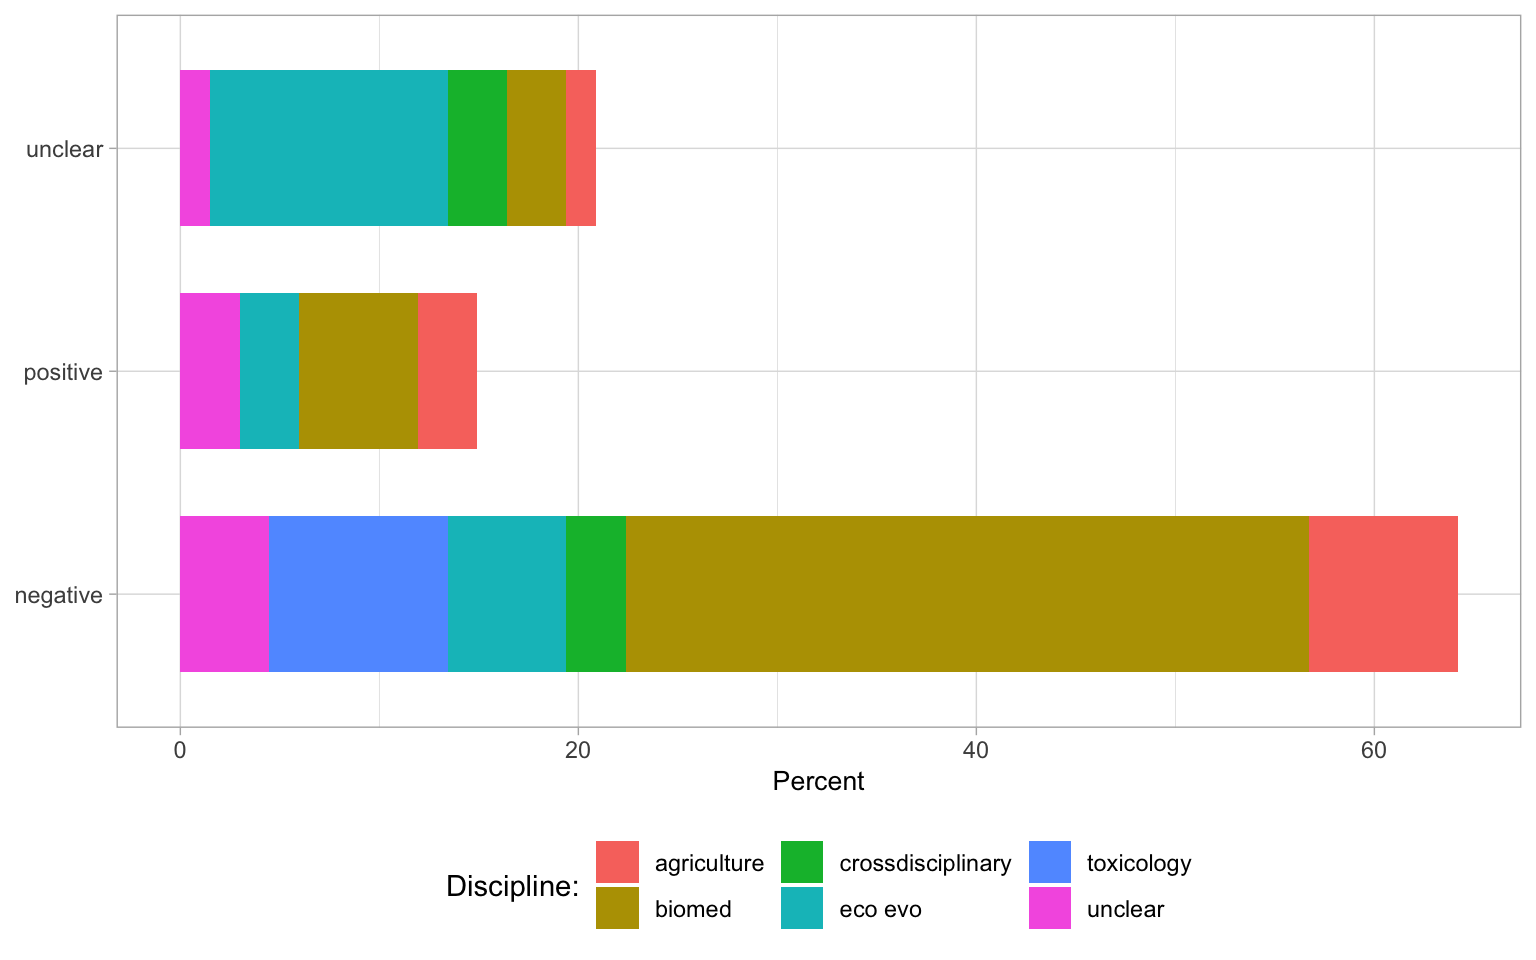 unclear
positive
negative
0 20 40 60
Percent
Discipline:
agriculture crossdisciplinary toxicology
biomed eco evo unclear